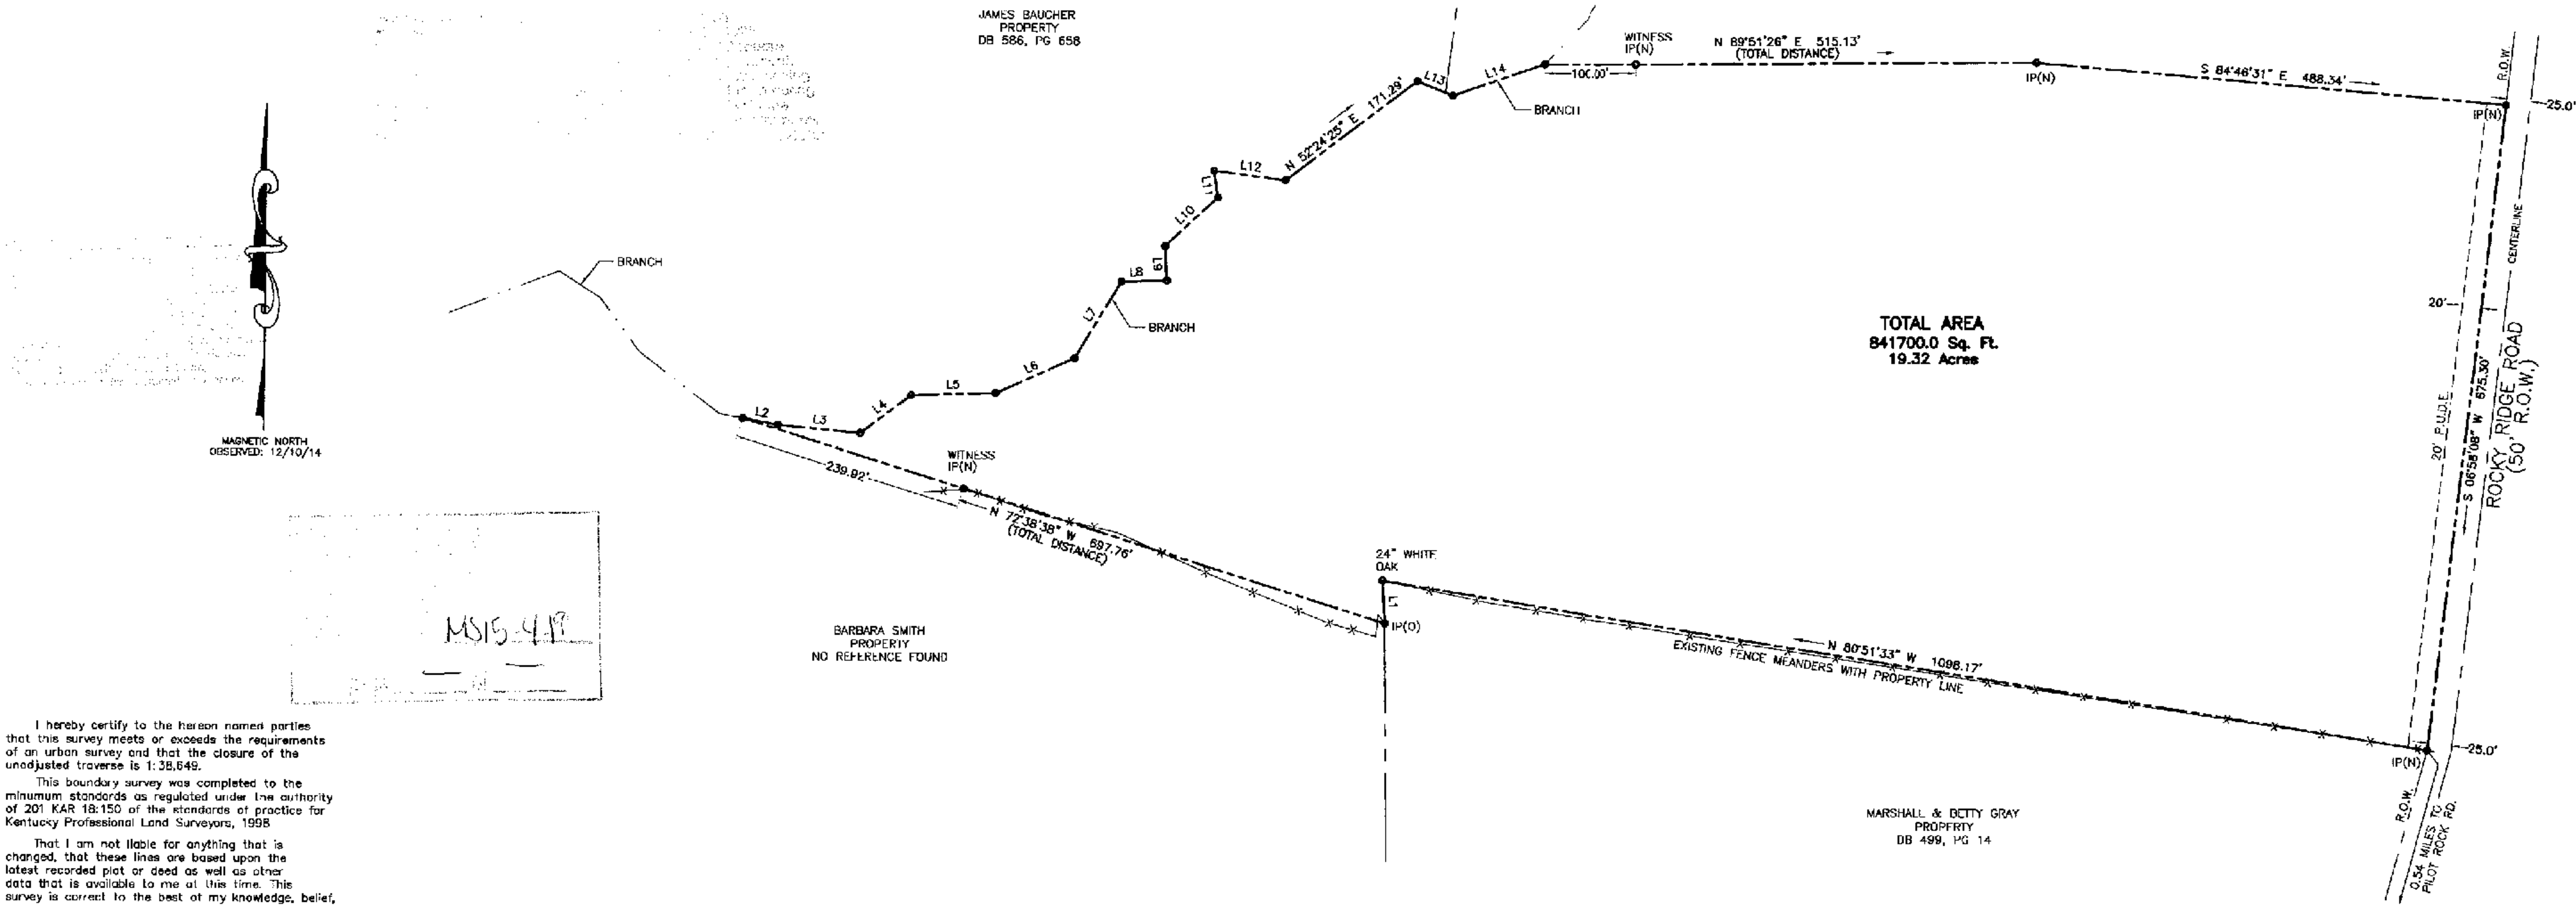 JAMES BAUCHER
PROPERTY
DB 586, PG 656
WITNESS
IP(N)
N 89°51'26" E 515.13'
(TOTAL DISTANCE)
100.00'
IP(N)
S 84°46'31" E 488.34'
R.O.W.
25.0'
IP(N)
L13
L14
BRANCH
N 52°24'25" E 171.29'
L12
L11
L10
L9
L8
L7
BRANCH
L6
L5
L4
L3
L2
BRANCH
MAGNETIC NORTH
OBSERVED: 12/10/14
TOTAL AREA
841700.0 Sq. Ft.
19.32 Acres
CENTERLINE
20'
20' P.U.D.E.
S 06°58'08" W 675.30'
ROCKY RIDGE ROAD
(50' R.O.W.)
239.92'
WITNESS
IP(N)
N 72°38'38" W 697.76'
(TOTAL DISTANCE)
24" WHITE
OAK
L1
IP(O)
N 80°51'33" W 1098.17'
EXISTING FENCE MEANDERS WITH PROPERTY LINE
BARBARA SMITH
PROPERTY
NO REFERENCE FOUND
MS15-419
25.0'
IP(N)
R.O.W.
0.54 MILES TO
PILOT ROCK RD.
MARSHALL & BETTY GRAY
PROPERTY
DB 499, PG 14
I hereby certify to the hereon named parties
that this survey meets or exceeds the requirements
of an urban survey and that the closure of the
unadjusted traverse is 1:38,649.
This boundary survey was completed to the
minumum standards as regulated under the authority
of 201 KAR 18:150 of the standards of practice for
Kentucky Professional Land Surveyors, 1998
That I am not liable for anything that is
changed, that these lines are based upon the
latest recorded plat or deed as well as other
data that is available to me at this time. This
survey is correct to the best of my knowledge, belief,